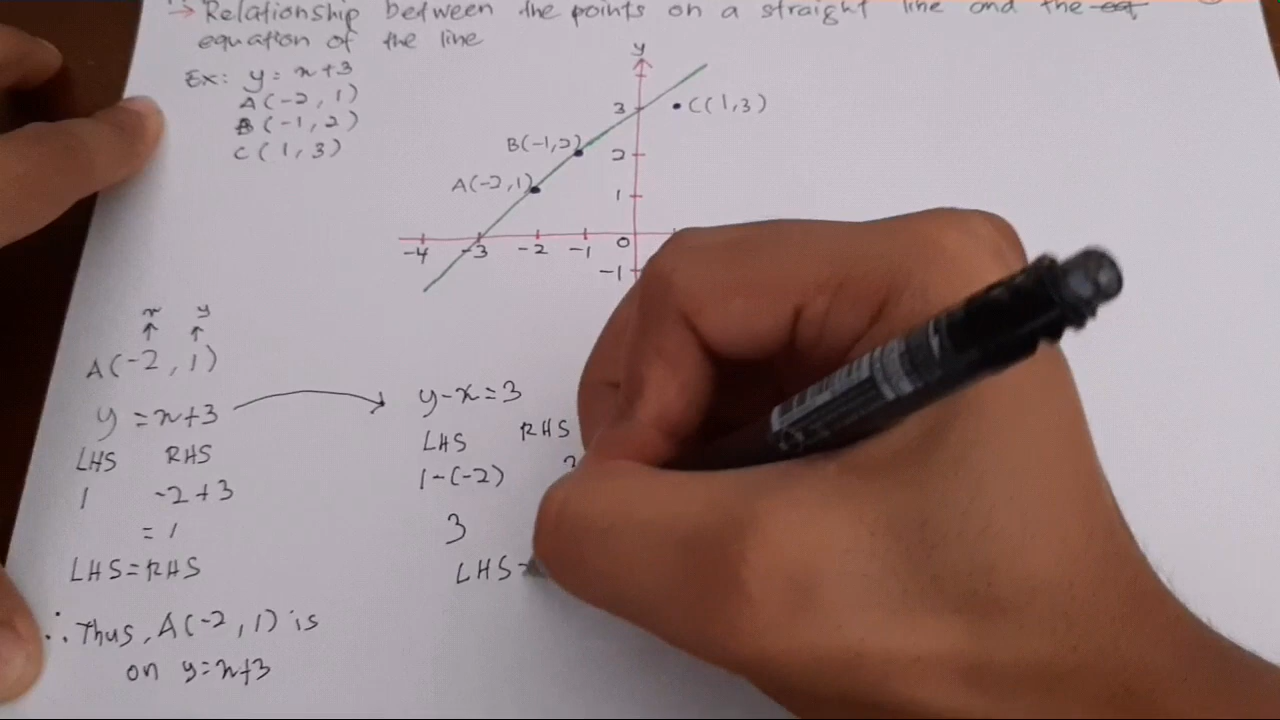 → Relationship between the points on a straight line and the
equation of the line
Ex: y = x+3
A(-2, 1)
B(-1, 2)
C(1, 3)
y
3
C(1,3)
B(-1,2)
2
A(-2,1)
1
-4 -3 -2 -1 0
-1
x y
↑ ↑
A(-2, 1)
y = x+3
LHS RHS
1 -2+3
= 1
LHS=RHS
∴ Thus, A(-2,1) is
on y=x+3
y-x=3
LHS RHS
1-(-2)
3
LHS=